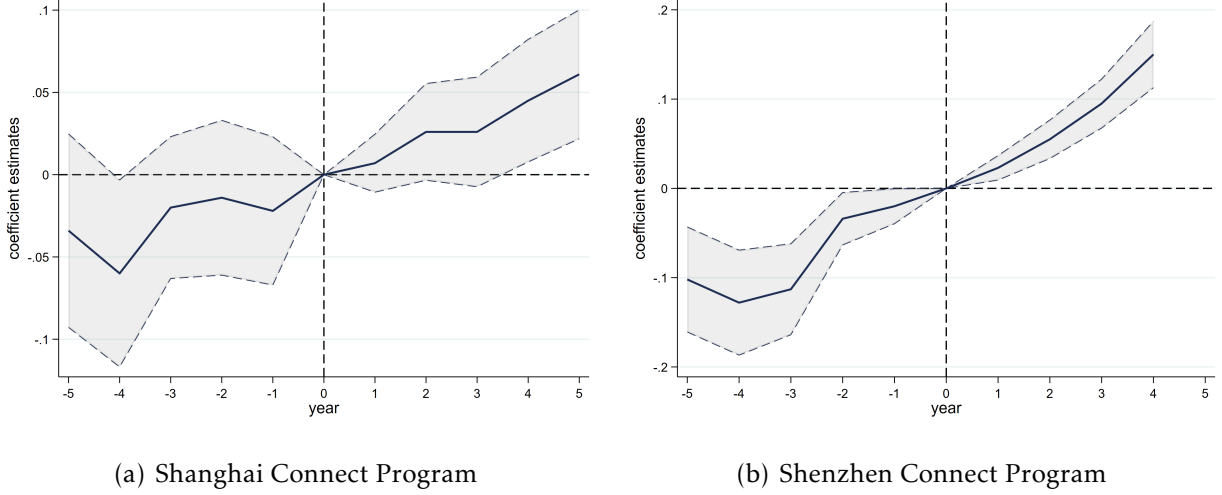 .1
.05
0
-.05
-.1
coefficient estimates
-5 -4 -3 -2 -1 0 1 2 3 4 5
year
(a) Shanghai Connect Program
.2
.1
0
-.1
-.2
coefficient estimates
-5 -4 -3 -2 -1 0 1 2 3 4 5
year
(b) Shenzhen Connect Program